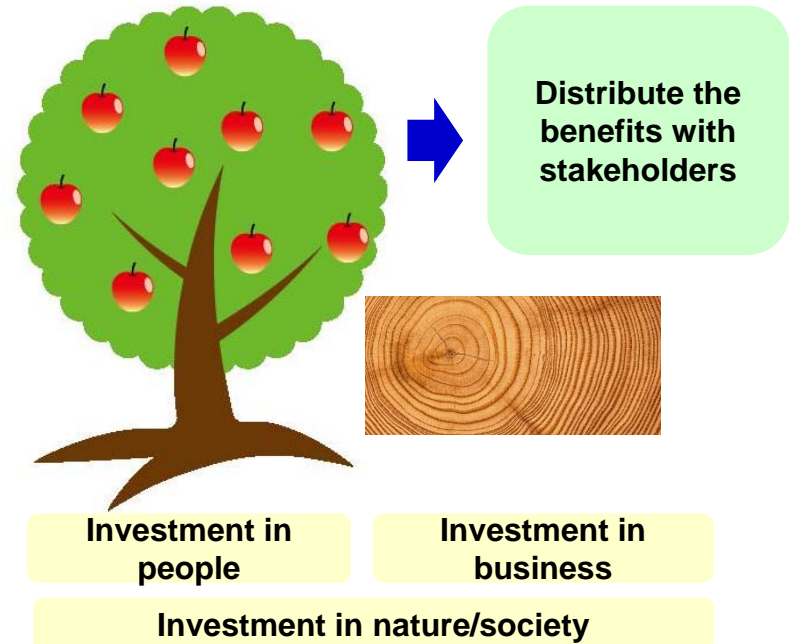 Distribute the
benefits with
stakeholders
Investment in
people
Investment in
business
Investment in nature/society